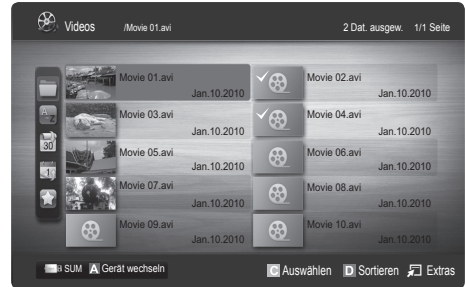 Videos /Movie 01.avi 2 Dat. ausgew. 1/1 Seite
Movie 01.avi Movie 02.avi
Jan.10.2010 Jan.10.2010
Movie 03.avi Movie 04.avi
Jan.10.2010 Jan.10.2010
Movie 05.avi Movie 06.avi
Jan.10.2010 Jan.10.2010
Movie 07.avi Movie 08.avi
Jan.10.2010 Jan.10.2010
Movie 09.avi Movie 10.avi
Jan.10.2010 Jan.10.2010
30
1
SUM A Gerät wechseln C Auswählen D Sortieren Extras